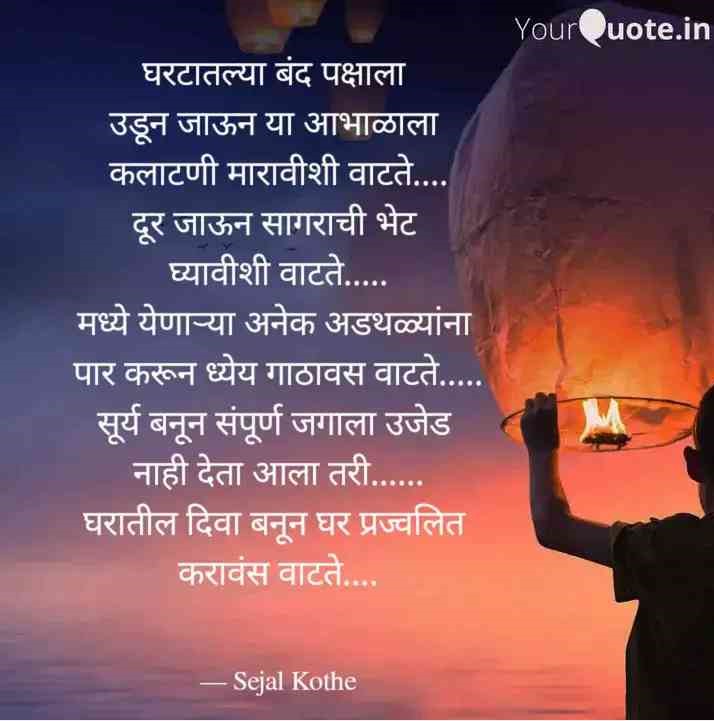 YourQuote.in
घरटातल्या बंद पक्षाला
उडून जाऊन या आभाळाला
कलाटणी मारावीशी वाटते....
दूर जाऊन सागराची भेट
घ्यावीशी वाटते.....
मध्ये येणाऱ्या अनेक अडथळ्यांना
पार करून ध्येय गाठावस वाटते.....
सूर्य बनून संपूर्ण जगाला उजेड
नाही देता आला तरी......
घरातील दिवा बनून घर प्रज्वलित
करावंस वाटते....
— Sejal Kothe